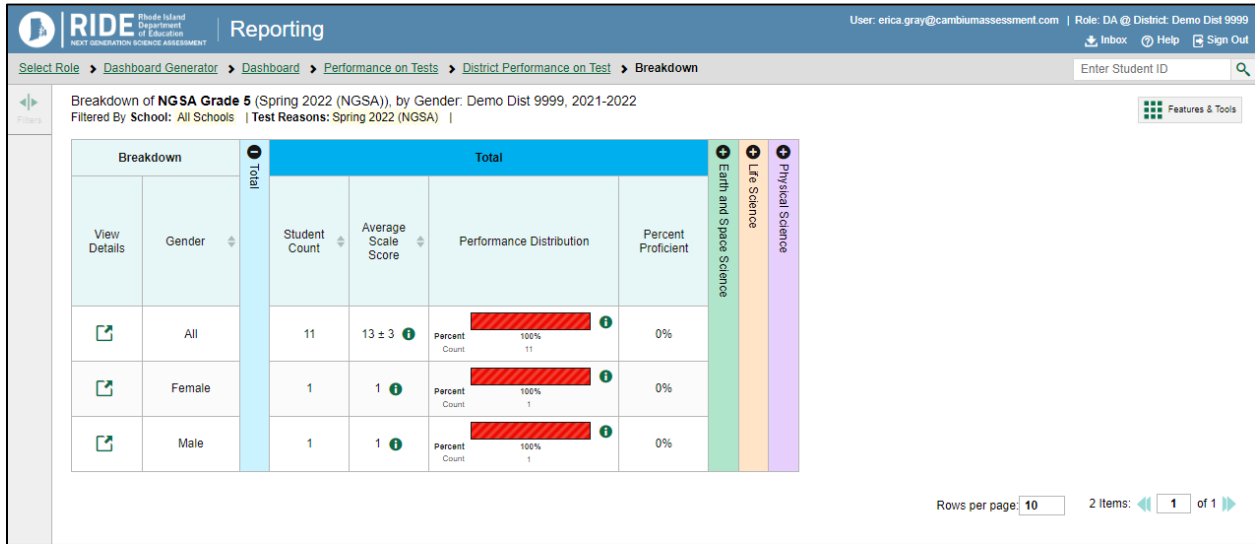 RIDE Rhode Island Department of Education
NEXT GENERATION SCIENCE ASSESSMENT
Reporting
User: erica.gray@cambiumassessment.com | Role: DA @ District: Demo Dist 9999
Inbox Help Sign Out
Select Role > Dashboard Generator > Dashboard > Performance on Tests > District Performance on Test > Breakdown
Enter Student ID
Filters
Breakdown of NGSA Grade 5 (Spring 2022 (NGSA)), by Gender: Demo Dist 9999, 2021-2022
Filtered By School: All Schools | Test Reasons: Spring 2022 (NGSA) |
Features & Tools
Breakdown
Total
Total
Earth and Space Science
Life Science
Physical Science
View Details
Gender
Student Count
Average Scale Score
Performance Distribution
Percent Proficient
All 11 13 ± 3 Percent 100% 0%
Count 11
Female 1 1 Percent 100% 0%
Count 1
Male 1 1 Percent 100% 0%
Count 1
Rows per page: 10 2 Items: 1 of 1